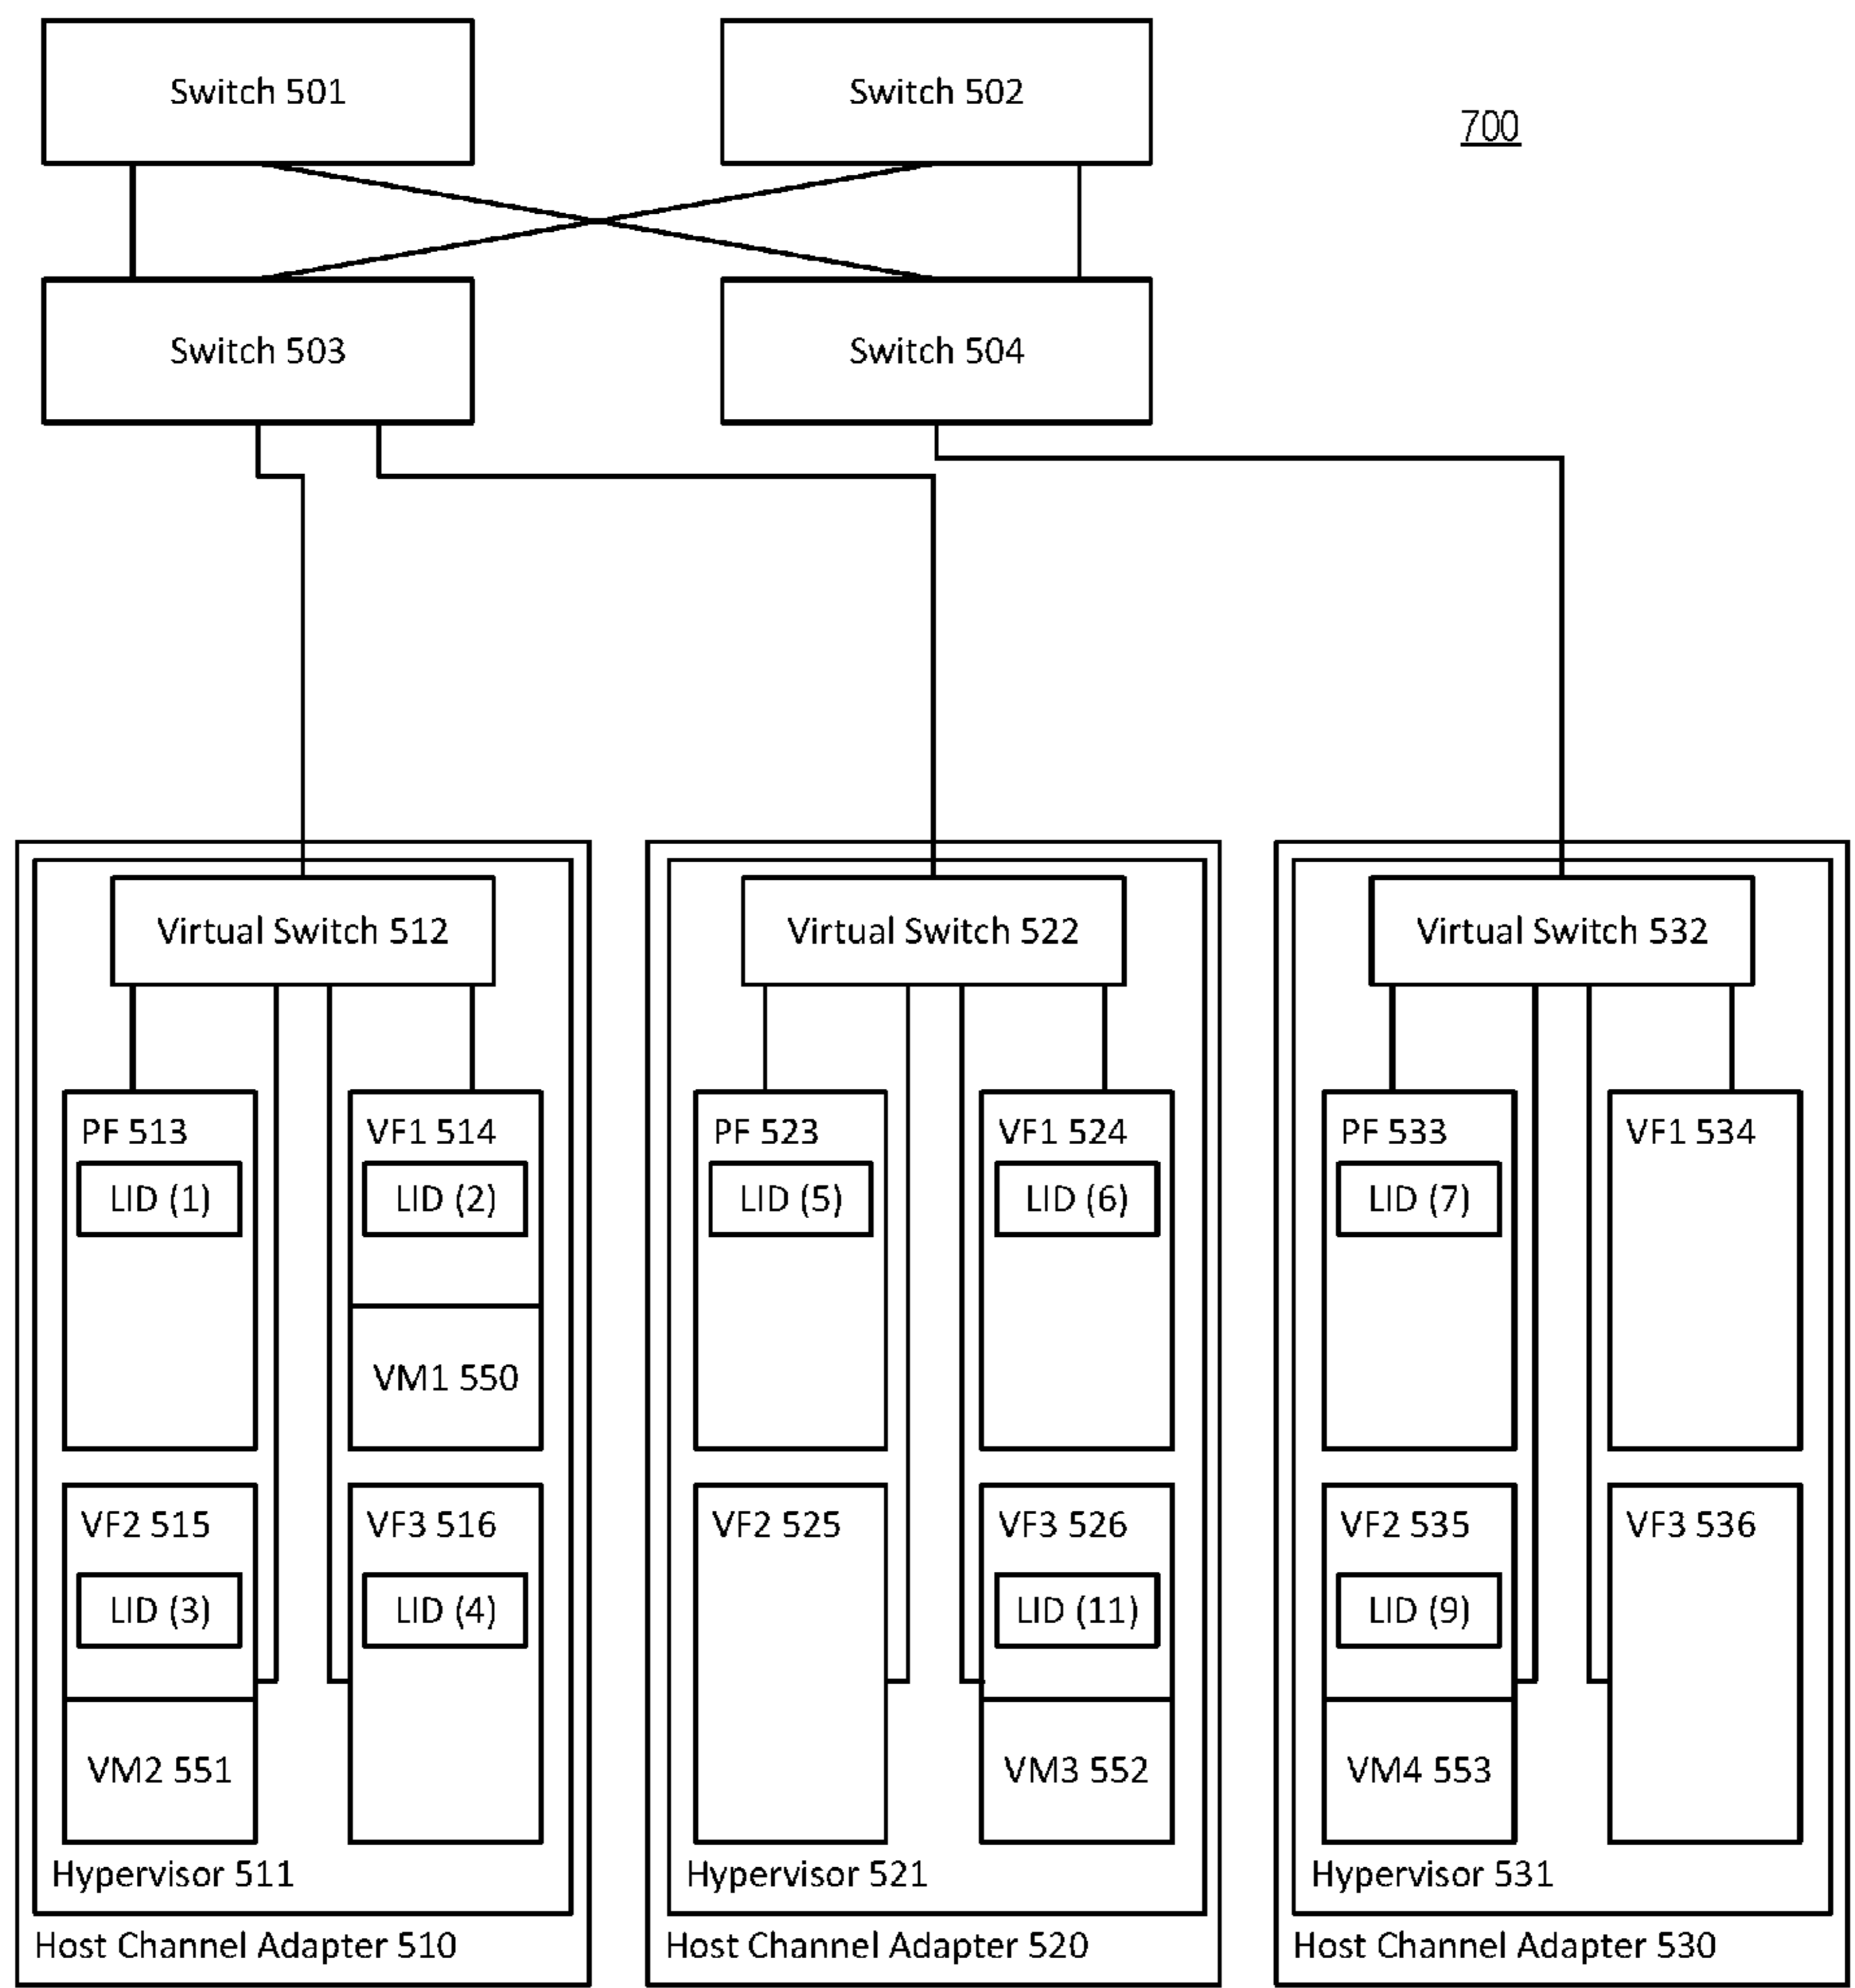 Switch 501
Switch 502
700
Switch 503
Switch 504
Virtual Switch 512
Virtual Switch 522
Virtual Switch 532
PF 513
LID (1)
VF1 514
LID (2)
VM1 550
VF2 515
LID (3)
VM2 551
VF3 516
LID (4)
Hypervisor 511
Host Channel Adapter 510
PF 523
LID (5)
VF1 524
LID (6)
VF2 525
VF3 526
LID (11)
VM3 552
Hypervisor 521
Host Channel Adapter 520
PF 533
LID (7)
VF1 534
VF2 535
LID (9)
VM4 553
VF3 536
Hypervisor 531
Host Channel Adapter 530